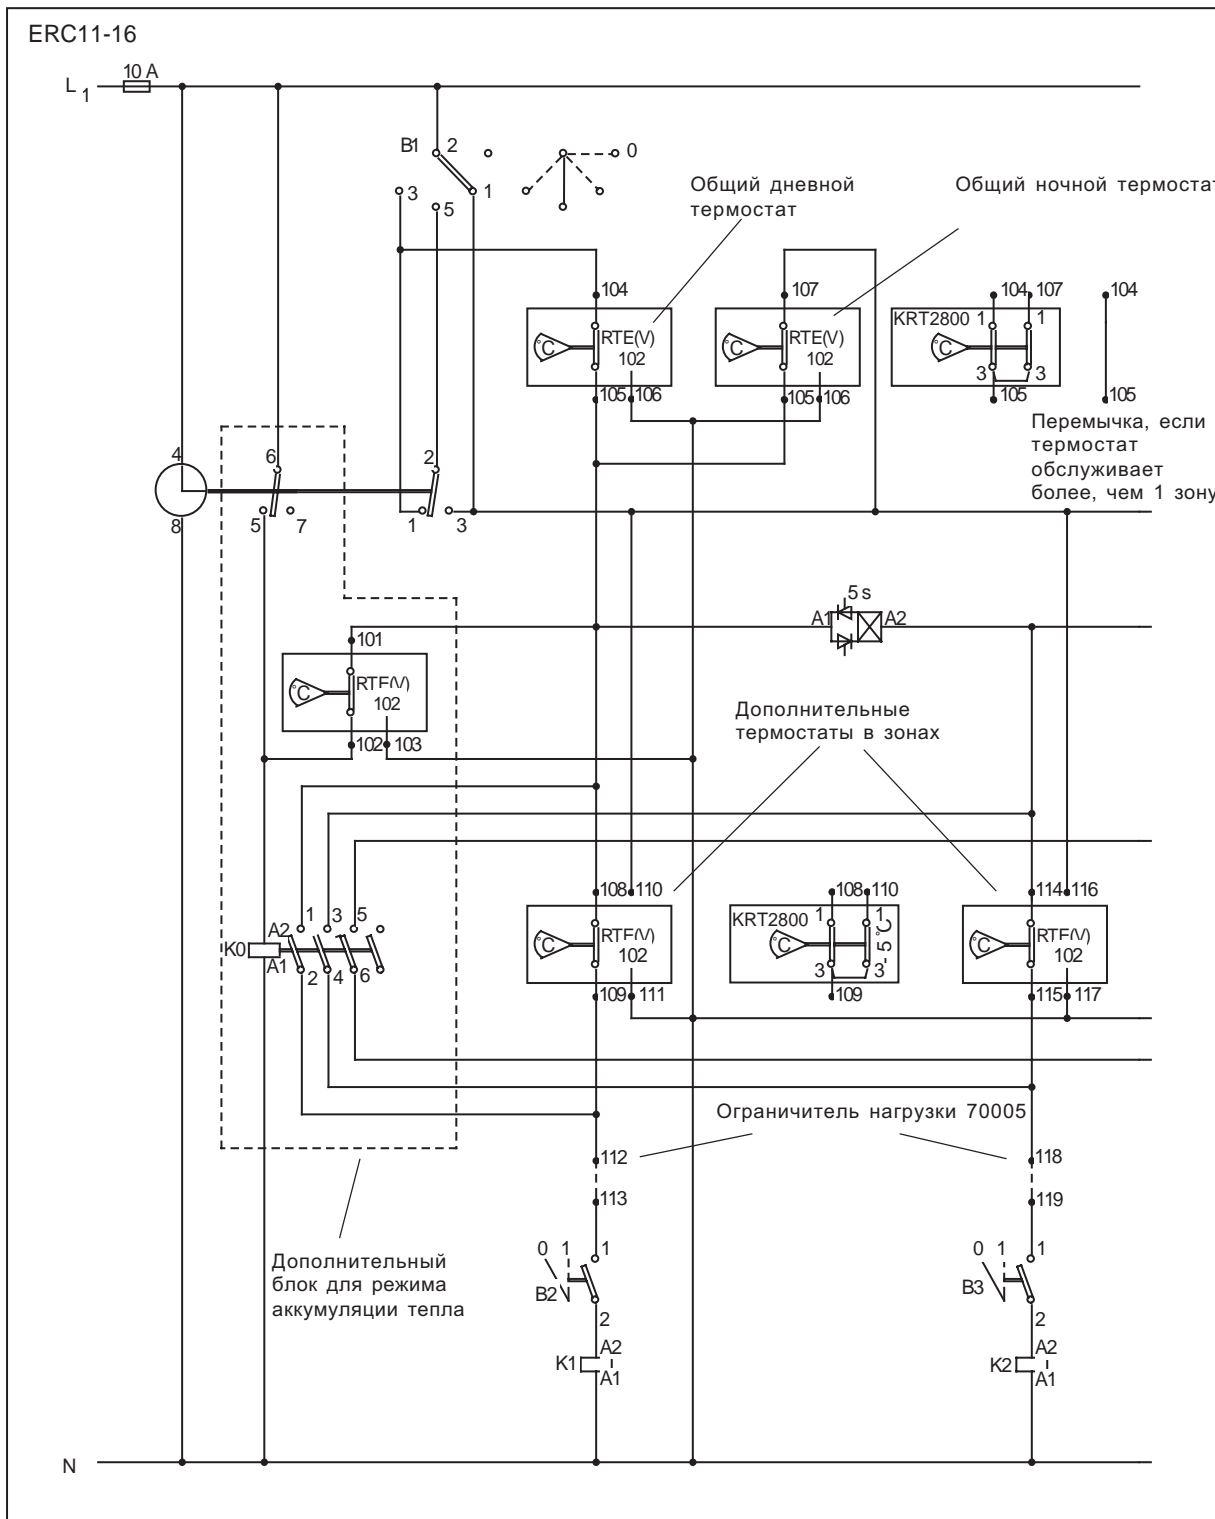 ERC11-16
10 A
L 1
B1 2
0
3
1
5
Общий дневной
термостат
Общий ночной термостат
104
107
104 107
104
KRT2800 1 1
°C
RTE(V)
102
°C
RTE(V)
102
°C
3 3
105 106
105 106
105
105
Перемычка, если
термостат
обслуживает
более, чем 1 зону
4
6
2
8
5 7
1 3
5 s
A1 A2
101
°C
RTE(V)
102
102 103
Дополнительные
термостаты в зонах
108 110
108 110
114 116
1 3 5
A2
K0
A1
2 4 6
°C
RTE(V)
102
KRT2800 1 1
°C
- 5 °C
3 3
°C
RTE(V)
102
109 111
109
115 117
Ограничитель нагрузки 70005
112
118
113
119
Дополнительный
блок для режима
аккумуляции тепла
0 1 1
B2
2
0 1 1
B3
2
K1 A2
A1
K2 A2
A1
N